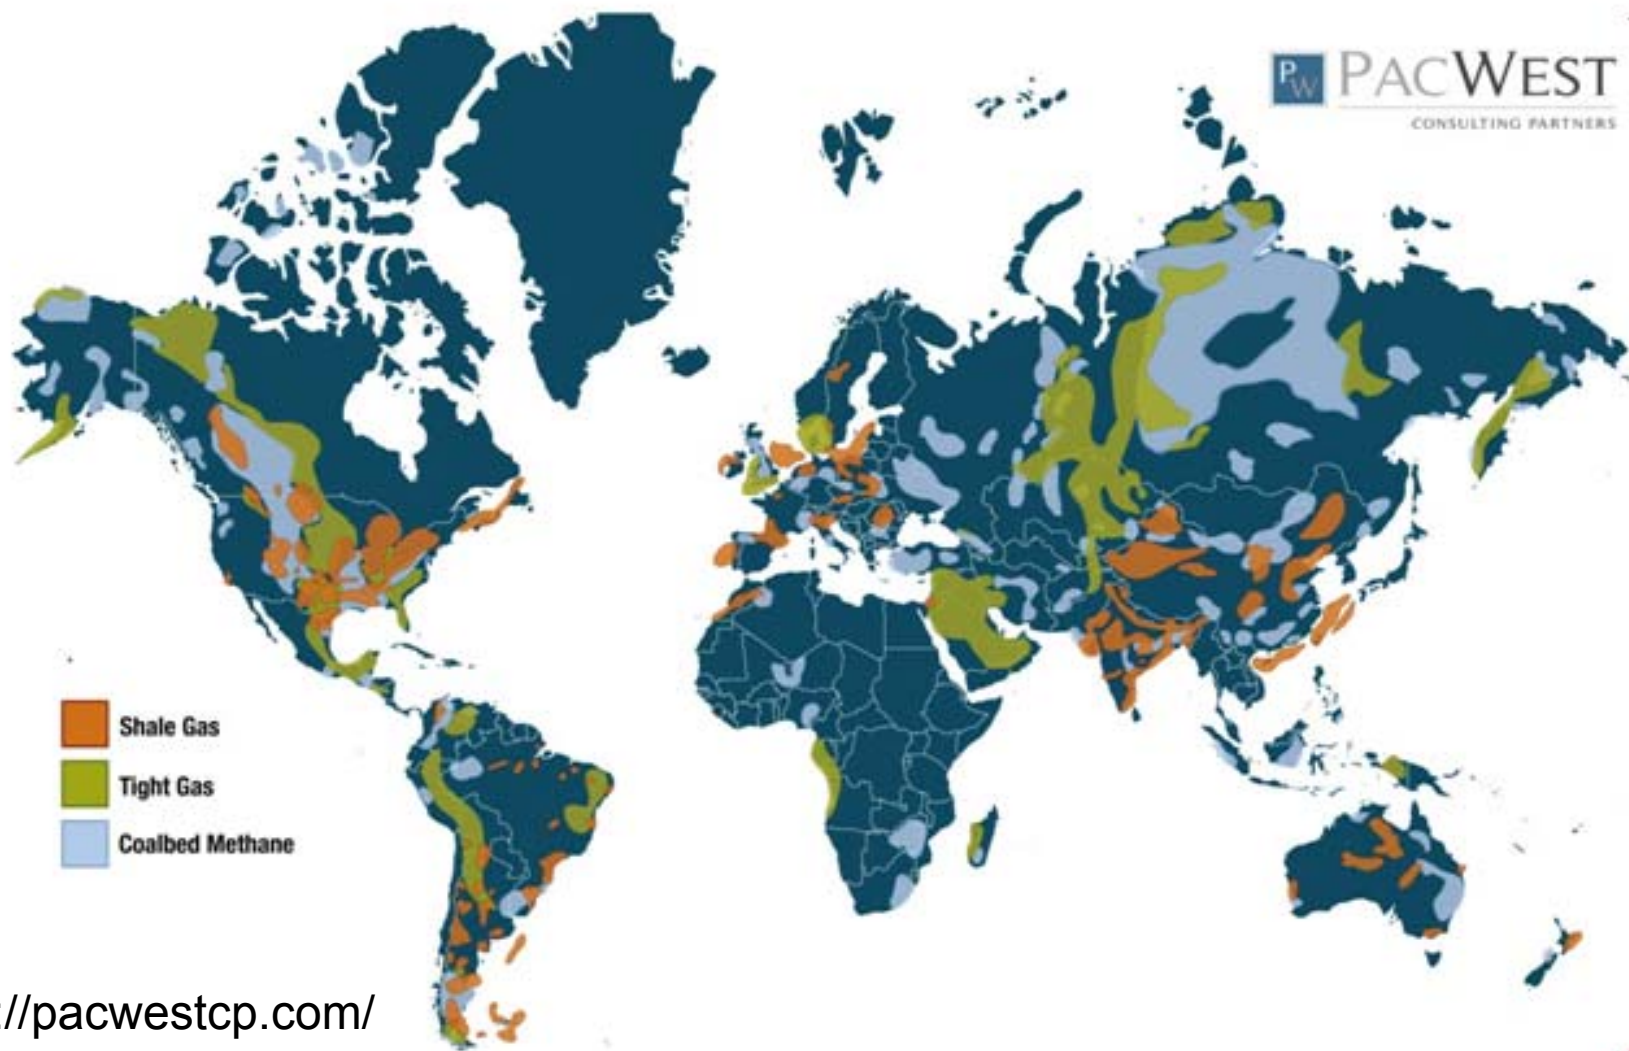 PW PACWEST
CONSULTING PARTNERS
Shale Gas
Tight Gas
Coalbed Methane
://pacwestcp.com/